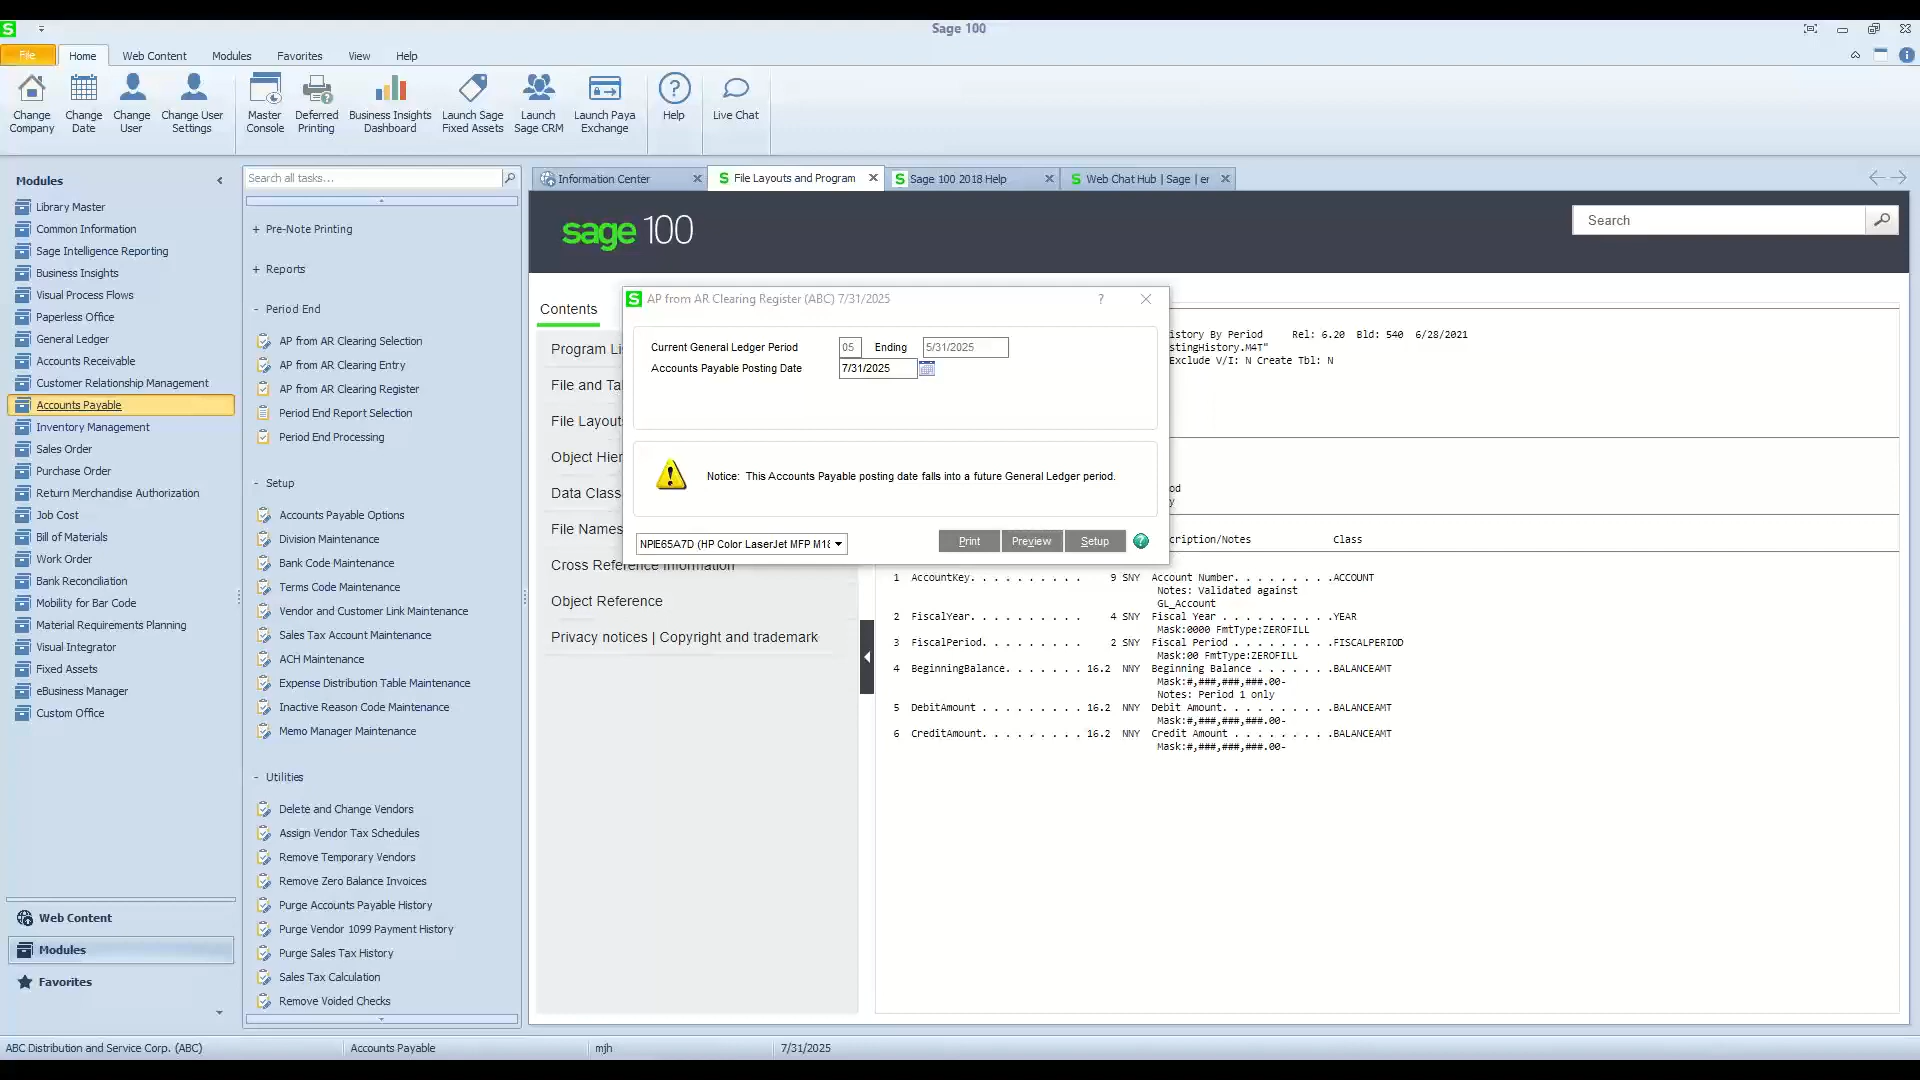 Sage 100
File
Home
Web Content
Modules
Favorites
View
Help
Change Company
Change Date
Change User
Change User Settings
Master Console
Deferred Printing
Business Insights Dashboard
Launch Sage Fixed Assets
Launch Sage CRM
Launch Paya Exchange
Help
Live Chat
Modules
Library Master
Common Information
Sage Intelligence Reporting
Business Insights
Visual Process Flows
Paperless Office
General Ledger
Accounts Receivable
Customer Relationship Management
Accounts Payable
Inventory Management
Sales Order
Purchase Order
Return Merchandise Authorization
Job Cost
Bill of Materials
Work Order
Bank Reconciliation
Mobility for Bar Code
Material Requirements Planning
Visual Integrator
Fixed Assets
eBusiness Manager
Custom Office
Web Content
Modules
Favorites
Search all tasks...
+ Pre-Note Printing
+ Reports
- Period End
AP from AR Clearing Selection
AP from AR Clearing Entry
AP from AR Clearing Register
Period End Report Selection
Period End Processing
- Setup
Accounts Payable Options
Division Maintenance
Bank Code Maintenance
Terms Code Maintenance
Vendor and Customer Link Maintenance
Sales Tax Account Maintenance
ACH Maintenance
Expense Distribution Table Maintenance
Inactive Reason Code Maintenance
Memo Manager Maintenance
- Utilities
Delete and Change Vendors
Assign Vendor Tax Schedules
Remove Temporary Vendors
Remove Zero Balance Invoices
Purge Accounts Payable History
Purge Vendor 1099 Payment History
Purge Sales Tax History
Sales Tax Calculation
Remove Voided Checks
Information Center
File Layouts and Program
Sage 100 2018 Help
Web Chat Hub | Sage | er
sage 100
Search
Contents
Program Li
File and Ta
File Layout
Object Hier
Data Class
File Names
Cross Reference Information
Object Reference
Privacy notices | Copyright and trademark
AP from AR Clearing Register (ABC) 7/31/2025
Current General Ledger Period 05 Ending 5/31/2025
Accounts Payable Posting Date 7/31/2025
Notice: This Accounts Payable posting date falls into a future General Ledger period.
NPIE65A7D (HP Color LaserJet MFP M18
Print
Preview
Setup
istory By Period Rel: 6.20 Bld: 540 6/28/2021
stingHistory.M4T"
Exclude V/I: N Create Tbl: N
od
y
cription/Notes Class
1 AccountKey. . . . . . . . . . 9 SNY Account Number. . . . . . . . .ACCOUNT
Notes: Validated against
GL_Account
2 FiscalYear. . . . . . . . . . 4 SNY Fiscal Year . . . . . . . . . .YEAR
Mask:0000 FmtType:ZEROFILL
3 FiscalPeriod. . . . . . . . . 2 SNY Fiscal Period . . . . . . . . .FISCALPERIOD
Mask:00 FmtType:ZEROFILL
4 BeginningBalance. . . . . . . 16.2 NNY Beginning Balance . . . . . . .BALANCEAMT
Mask:#,###,###,###.00-
Notes: Period 1 only
5 DebitAmount . . . . . . . . . 16.2 NNY Debit Amount. . . . . . . . . .BALANCEAMT
Mask:#,###,###,###.00-
6 CreditAmount. . . . . . . . . 16.2 NNY Credit Amount . . . . . . . . .BALANCEAMT
Mask:#,###,###,###.00-
ABC Distribution and Service Corp. (ABC)
Accounts Payable
mjh
7/31/2025